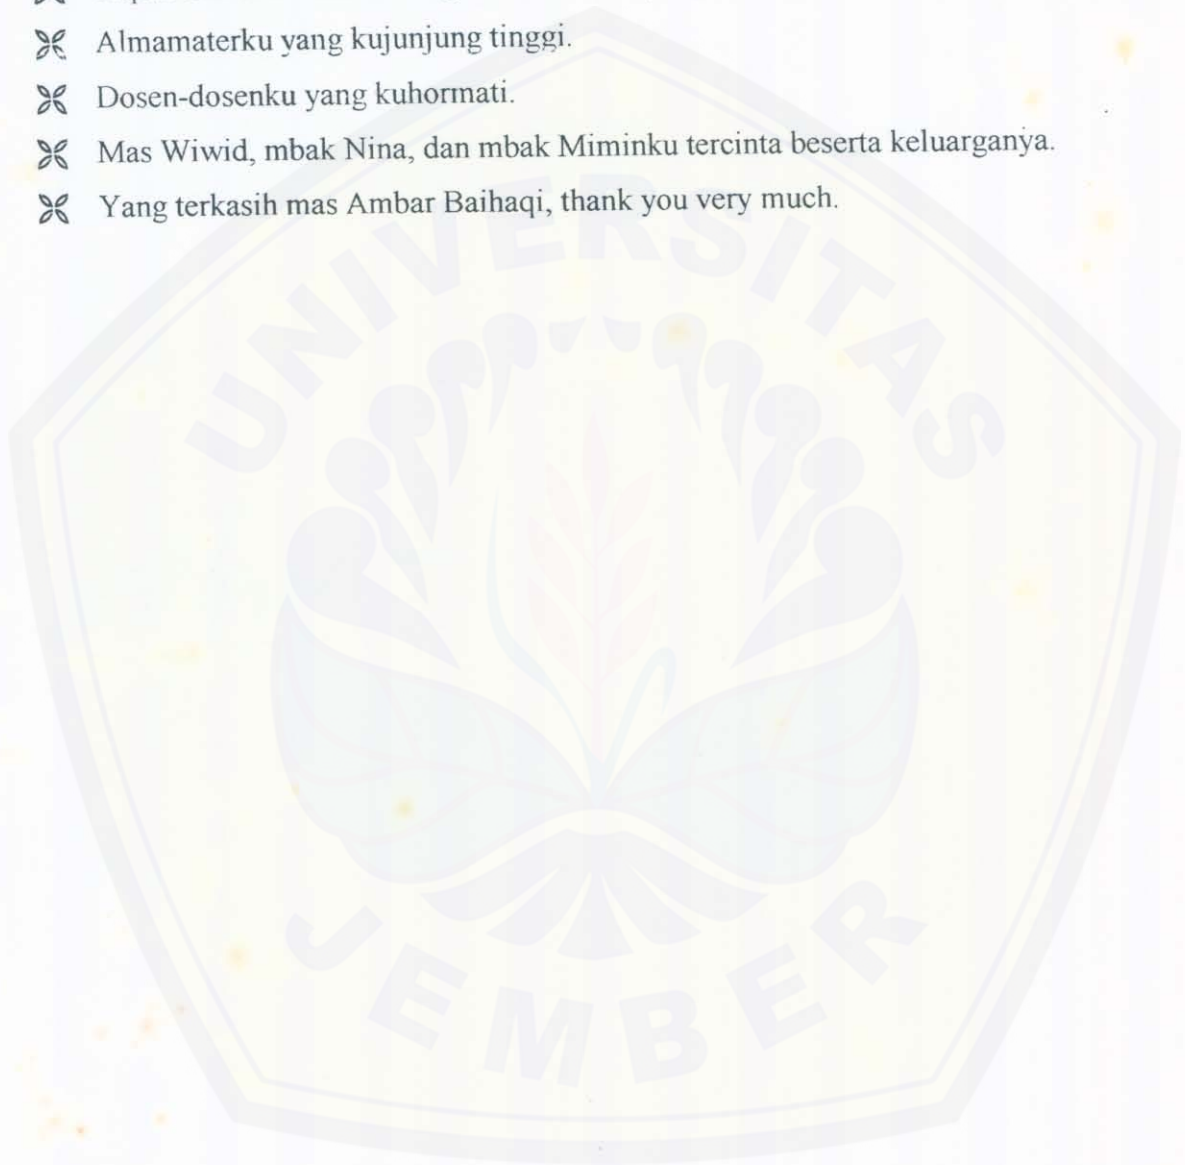 Almamaterku yang kujunjung tinggi.
Dosen-dosenku yang kuhormati.
Mas Wiwid, mbak Nina, dan mbak Miminku tercinta beserta keluarganya.
Yang terkasih mas Ambar Baihaqi, thank you very much.
UNIVERSITAS
JEMBER